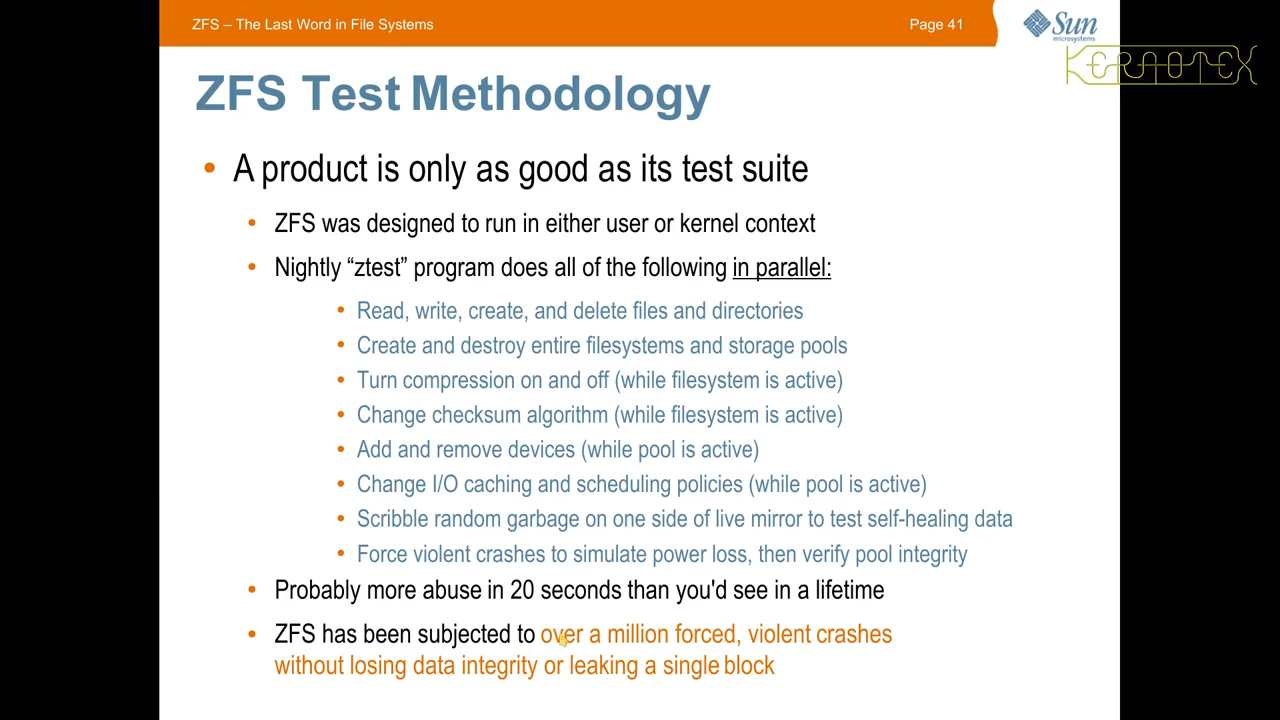 ZFS – The Last Word in File Systems
Page 41
Sun
microsystems
KERNOTEX
ZFS Test Methodology
• A product is only as good as its test suite
• ZFS was designed to run in either user or kernel context
• Nightly “ztest” program does all of the following in parallel:
• Read, write, create, and delete files and directories
• Create and destroy entire filesystems and storage pools
• Turn compression on and off (while filesystem is active)
• Change checksum algorithm (while filesystem is active)
• Add and remove devices (while pool is active)
• Change I/O caching and scheduling policies (while pool is active)
• Scribble random garbage on one side of live mirror to test self-healing data
• Force violent crashes to simulate power loss, then verify pool integrity
• Probably more abuse in 20 seconds than you'd see in a lifetime
• ZFS has been subjected to over a million forced, violent crashes
without losing data integrity or leaking a single block